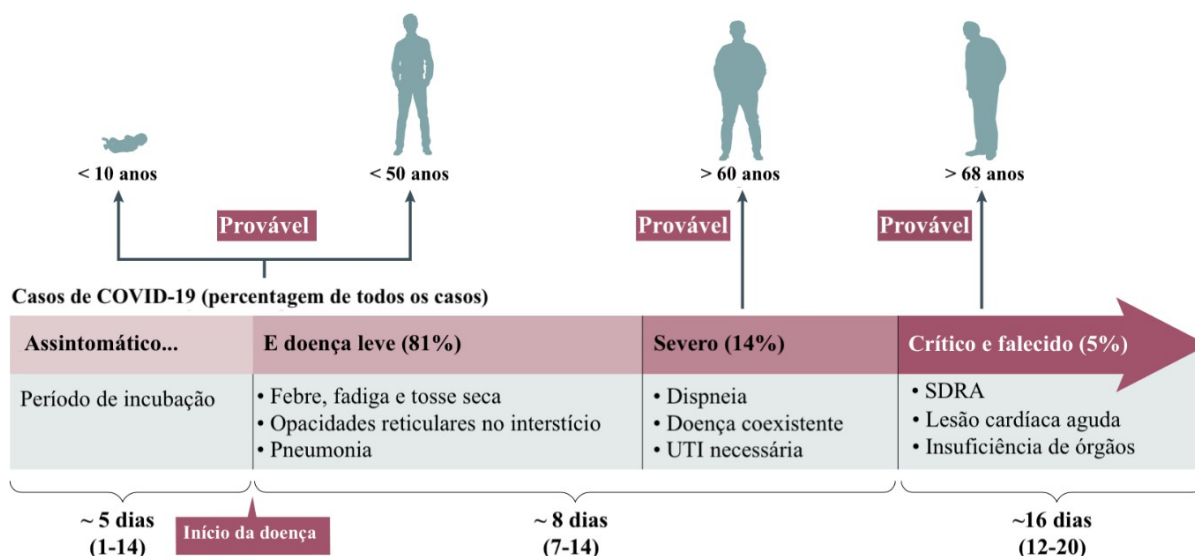 < 10 anos
< 50 anos
> 60 anos
> 68 anos
Provável
Provável
Provável
Casos de COVID-19 (percentagem de todos os casos)
Assintomático...
E doença leve (81%)
Severo (14%)
Crítico e falecido (5%)
Período de incubação
• Febre, fadiga e tosse seca
• Opacidades reticulares no interstício
• Pneumonia
• Dispneia
• Doença coexistente
• UTI necessária
• SDRA
• Lesão cardíaca aguda
• Insuficiência de órgãos
~ 5 dias
(1-14)
Início da doença
~ 8 dias
(7-14)
~16 dias
(12-20)